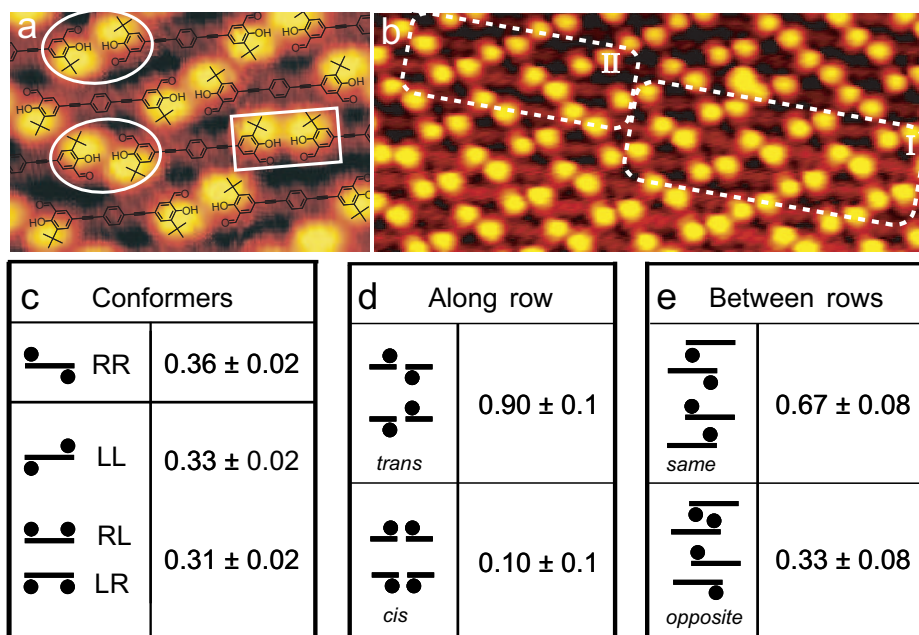 a
b
II
I
c Conformers
RR 0.36 ± 0.02
LL 0.33 ± 0.02
RL
LR
0.31 ± 0.02
d Along row
trans
0.90 ± 0.1
cis
0.10 ± 0.1
e Between rows
same
0.67 ± 0.08
opposite
0.33 ± 0.08